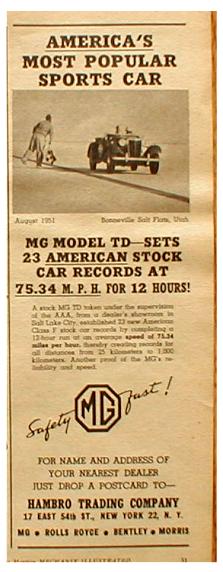 AMERICA'S
MOST POPULAR
SPORTS CAR
August 1951 Bonneville Salt Flats, Utah
MG MODEL TD—SETS
23 AMERICAN STOCK
CAR RECORDS AT
75.34 M. P. H. FOR 12 HOURS!
A stock MG TD taken under the supervision
of the A.A.A. from a dealer's showroom in
Salt Lake City, established 23 new American
Class F stock car records by completing a
12-hour run at an average speed of 75.34
miles per hour, thereby creating records for
all distances from 25 kilometers to 1,000
kilometers. Another proof of the MG's re-
liability and speed.
Safety MG fast!
FOR NAME AND ADDRESS OF
YOUR NEAREST DEALER
JUST DROP A POSTCARD TO—
HAMBRO TRADING COMPANY
17 EAST 54th ST., NEW YORK 22, N. Y.
MG • ROLLS ROYCE • BENTLEY • MORRIS
MECHANIX ILLUSTRATED 31